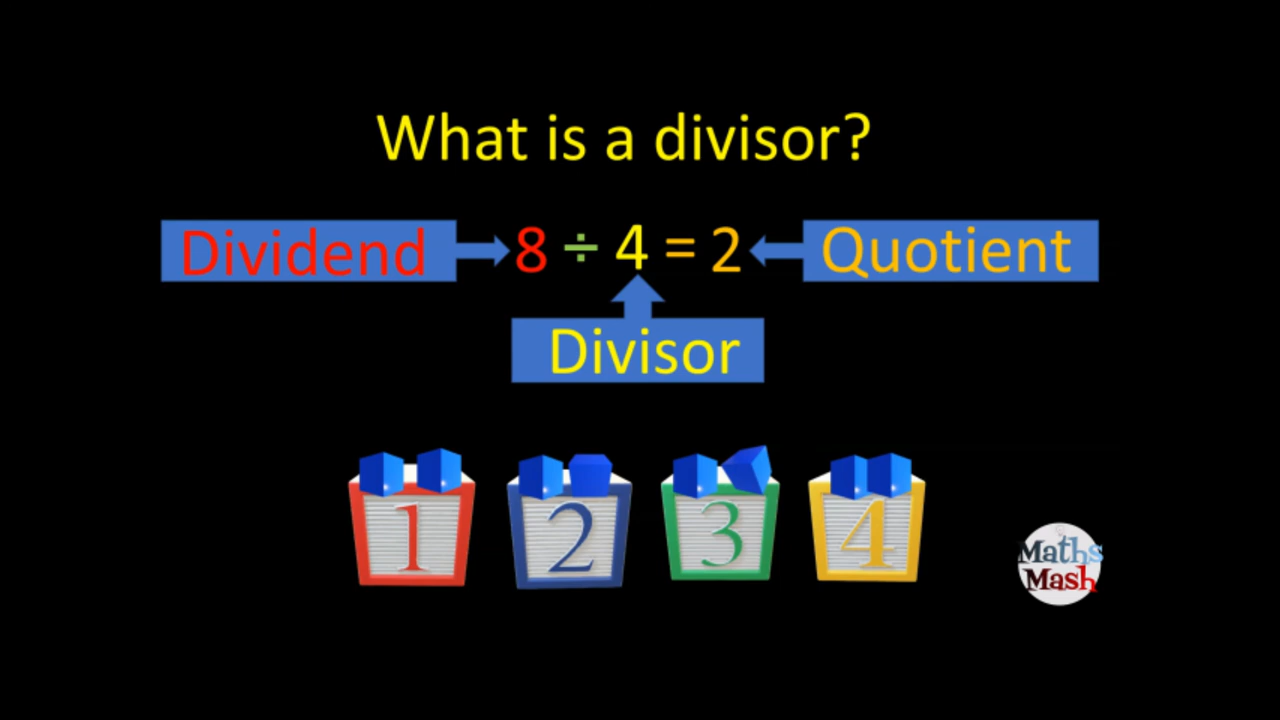 What is a divisor?
Dividend 8 ÷ 4 = 2 Quotient
Divisor
1 2 3 4
Maths
Mash